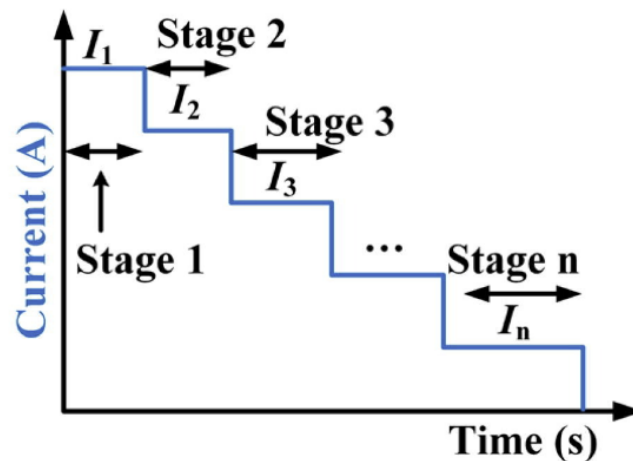 I1
Stage 2
I2
Stage 3
I3
Stage 1
...
Stage n
In
Current (A)
Time (s)